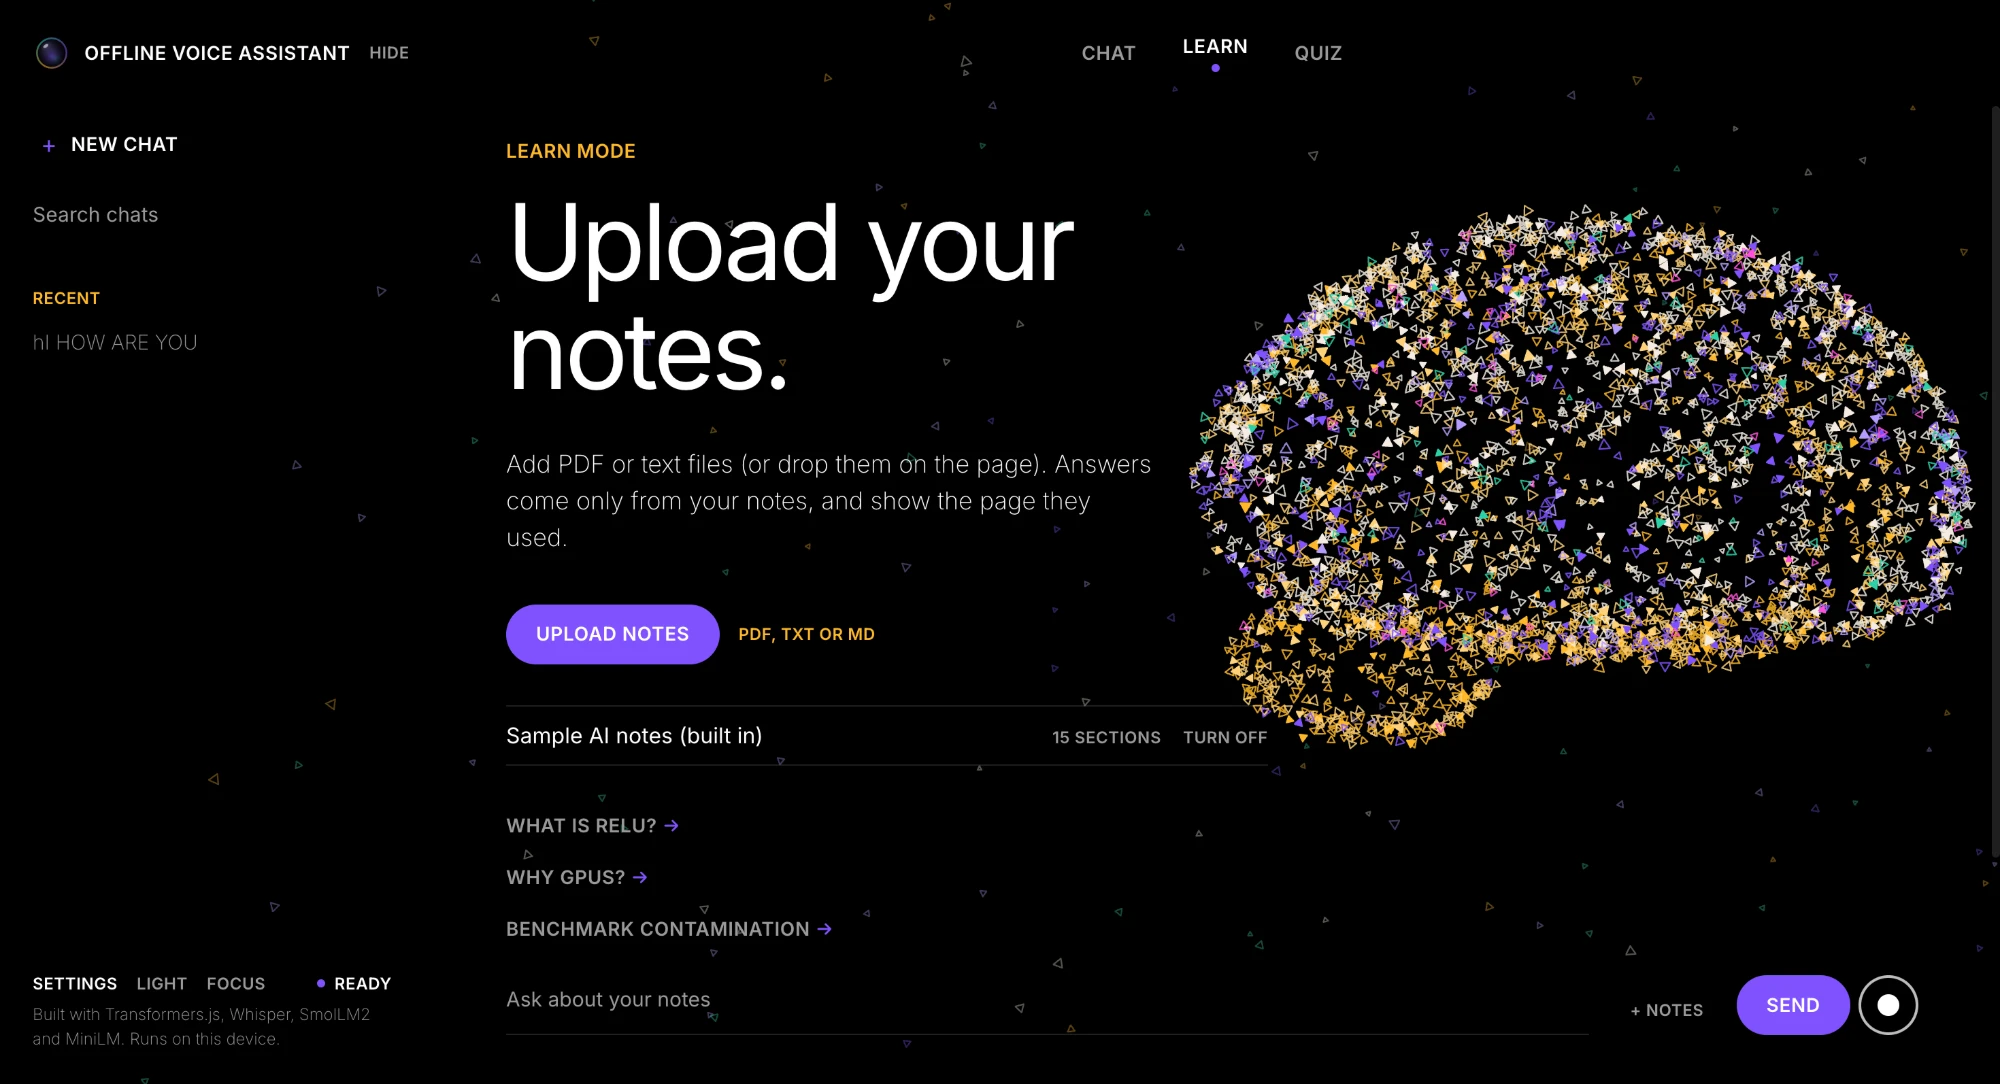 OFFLINE VOICE ASSISTANT HIDE
CHAT LEARN QUIZ
+ NEW CHAT
Search chats
RECENT
hI HOW ARE YOU
LEARN MODE
Upload your
notes.
Add PDF or text files (or drop them on the page). Answers
come only from your notes, and show the page they
used.
UPLOAD NOTES PDF, TXT OR MD
Sample AI notes (built in) 15 SECTIONS TURN OFF
WHAT IS RELU? →
WHY GPUS? →
BENCHMARK CONTAMINATION →
SETTINGS LIGHT FOCUS READY
Built with Transformers.js, Whisper, SmolLM2
and MiniLM. Runs on this device.
Ask about your notes
+ NOTES SEND